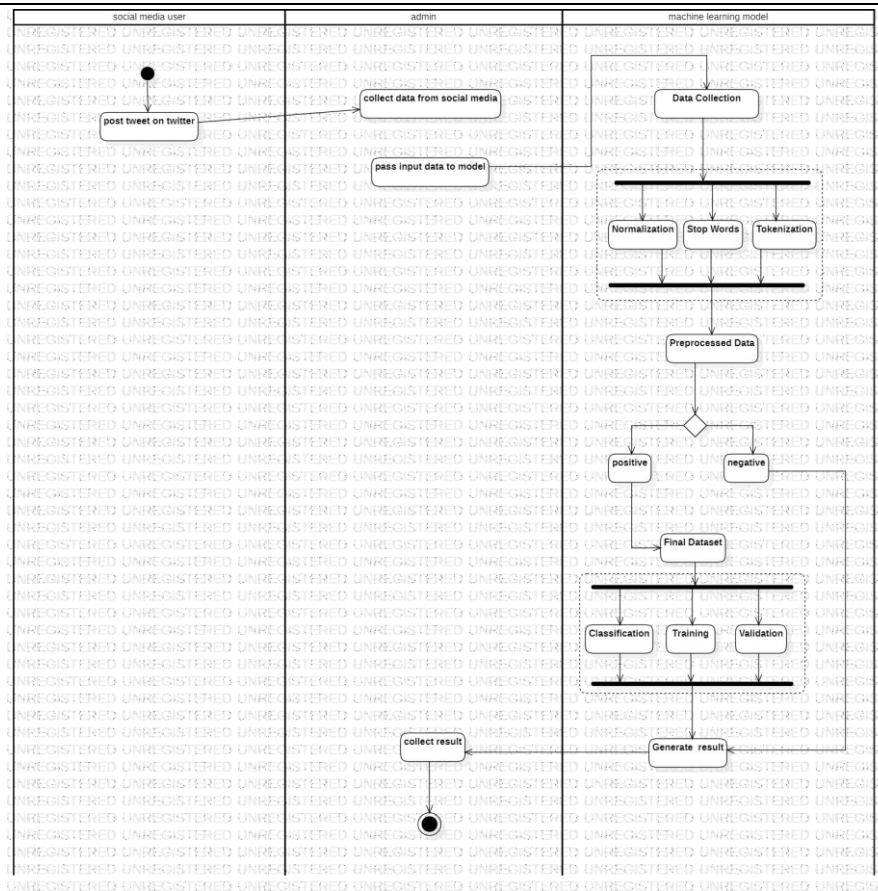 social media user
admin
machine learning model
post tweet on twitter
collect data from social media
Data Collection
pass input data to model
Normalization
Stop Words
Tokenization
Preprocessed Data
positive
negative
Final Dataset
Classification
Training
Validation
collect result
Generate result
UNREGISTERED